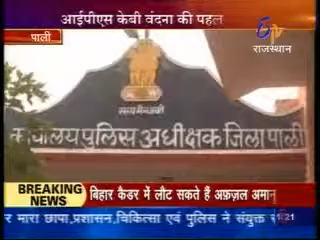 आईपीएस केबी वंदना की पहल
पाली
ETV
राजस्थान
सत्यमेव जयते
कार्यालय पुलिस अधीक्षक जिला पाली
BREAKING NEWS
बिहार कैडर में लौट सकते हैं अफ़ज़ल अमानु
मारा छापा,प्रशासन,चिकित्सा एवं पुलिस ने संयुक्त